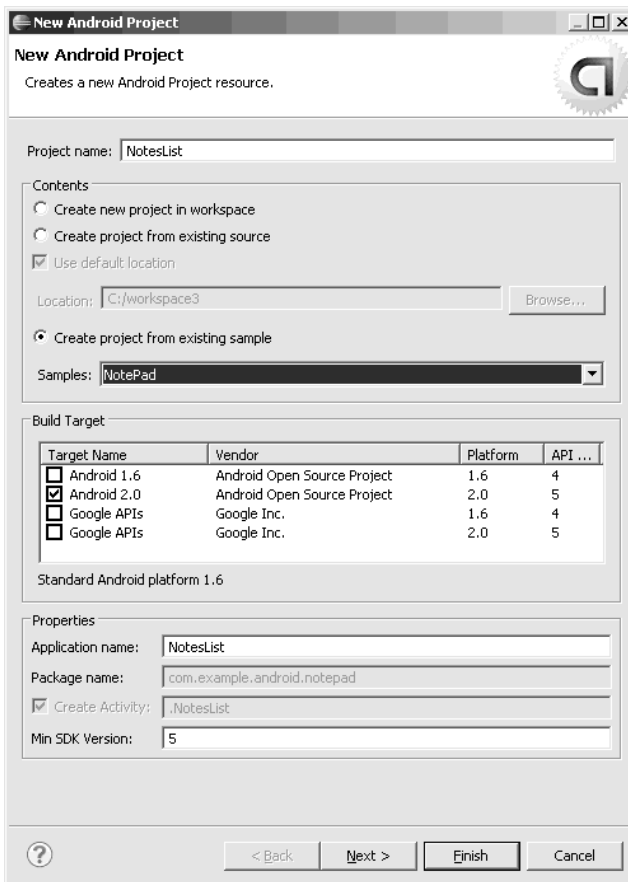 New Android Project
New Android Project
Creates a new Android Project resource.
Project name: NotesList
Contents
Create new project in workspace
Create project from existing source
Use default location
Location: C:/workspace3 Browse...
Create project from existing sample
Samples: NotePad
Build Target
Target Name Vendor Platform API ...
Android 1.6 Android Open Source Project 1.6 4
Android 2.0 Android Open Source Project 2.0 5
Google APIs Google Inc. 1.6 4
Google APIs Google Inc. 2.0 5
Standard Android platform 1.6
Properties
Application name: NotesList
Package name: com.example.android.notepad
Create Activity: .NotesList
Min SDK Version: 5
? < Back Next > Finish Cancel